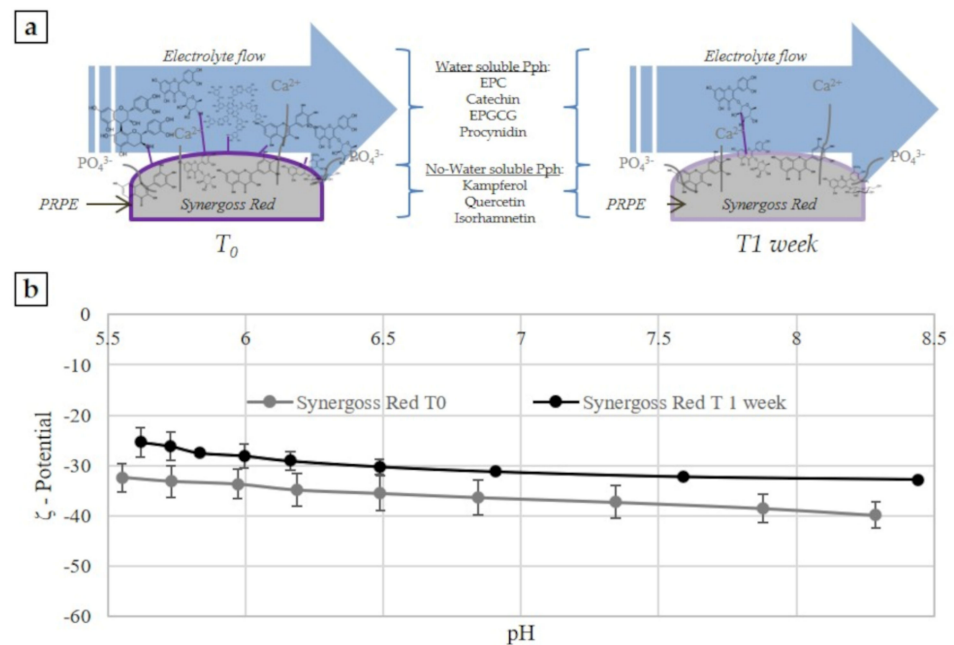 a
Electrolyte flow
Ca2+
Ca2+
PO43-
PO43-
PRPE
Synergoss Red
T0
Water soluble Pph:
EPC
Catechin
EPGCG
Procynidin
No-Water soluble Pph:
Kampferol
Quercetin
Isorhamnetin
Electrolyte flow
Ca2+
Ca2+
PO43-
PO43-
PRPE
Synergoss Red
T1 week
b
0
5.5
6
6.5
7
7.5
8
8.5
-10
-20
Synergoss Red T0
Synergoss Red T 1 week
-30
-40
-50
-60
ζ - Potential
pH